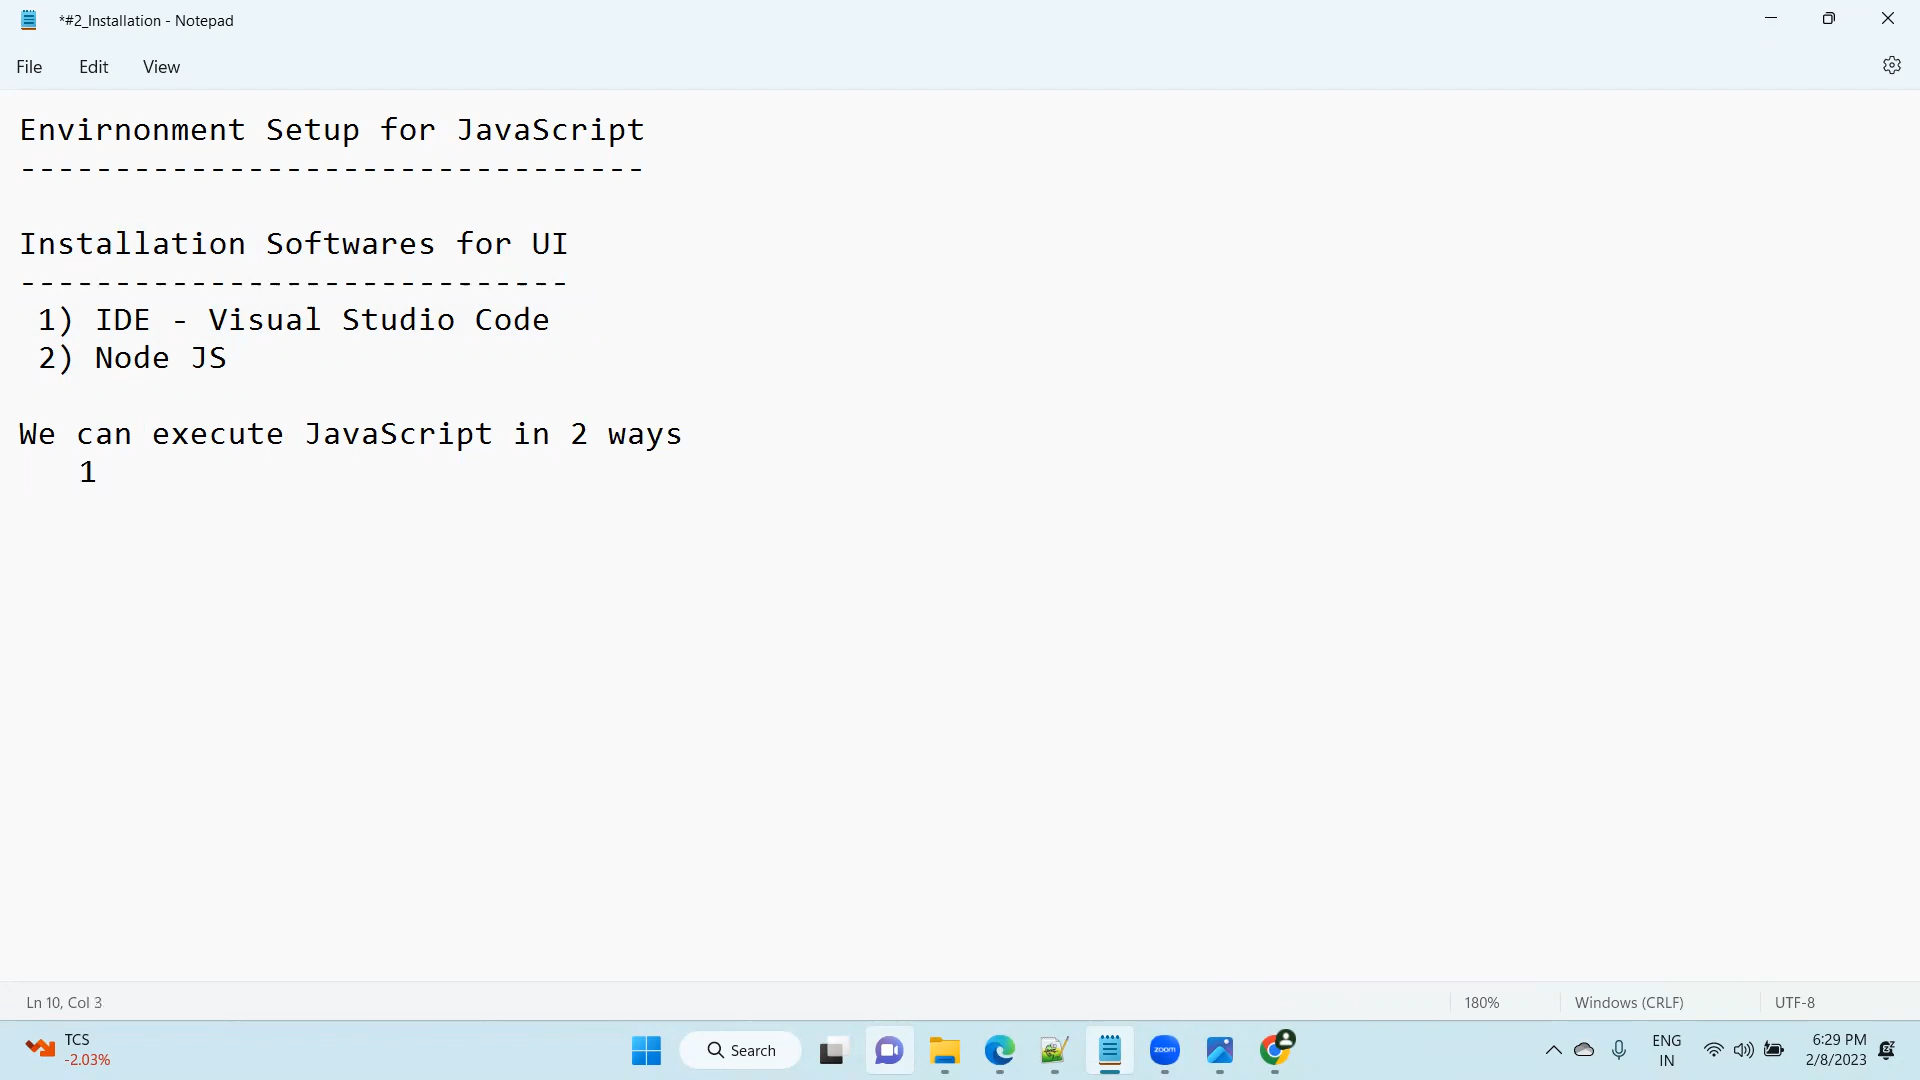 *#2_Installation - Notepad
File Edit View
Envirnonment Setup for JavaScript
---------------------------------
Installation Softwares for UI
-----------------------------
1) IDE - Visual Studio Code
2) Node JS
We can execute JavaScript in 2 ways
1
Ln 10, Col 3
180%
Windows (CRLF)
UTF-8
TCS
-2.03%
Search
zoom
ENG
IN
6:29 PM
2/8/2023